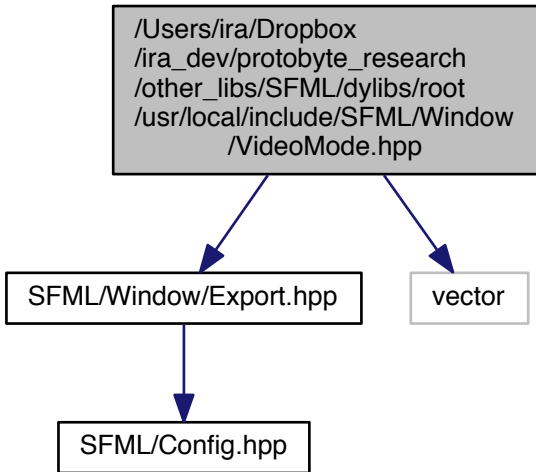 /Users/ira/Dropbox
/ira_dev/protobyte_research
/other_libs/SFML/dylibs/root
/usr/local/include/SFML/Window
/VideoMode.hpp
SFML/Window/Export.hpp
vector
SFML/Config.hpp